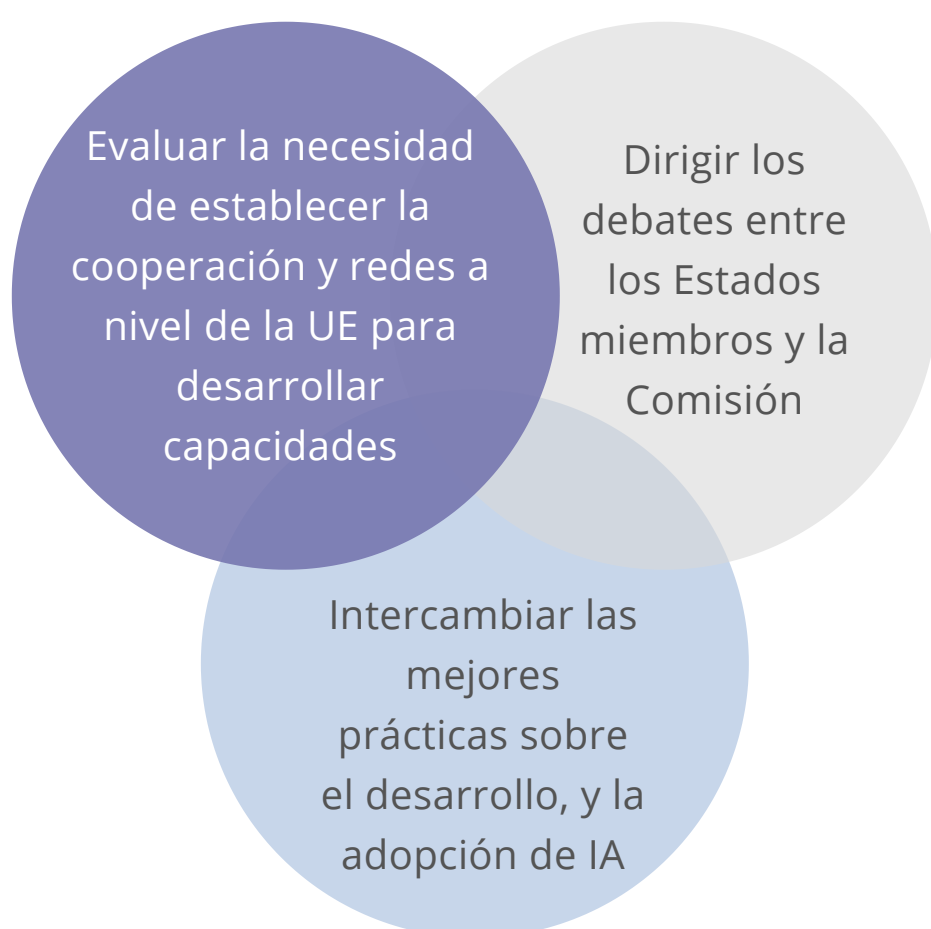 Evaluar la necesidad
de establecer la
cooperación y redes a
nivel de la UE para
desarrollar
capacidades
Dirigir los
debates entre
los Estados
miembros y la
Comisión
Intercambiar las
mejores
prácticas sobre
el desarrollo, y la
adopción de IA